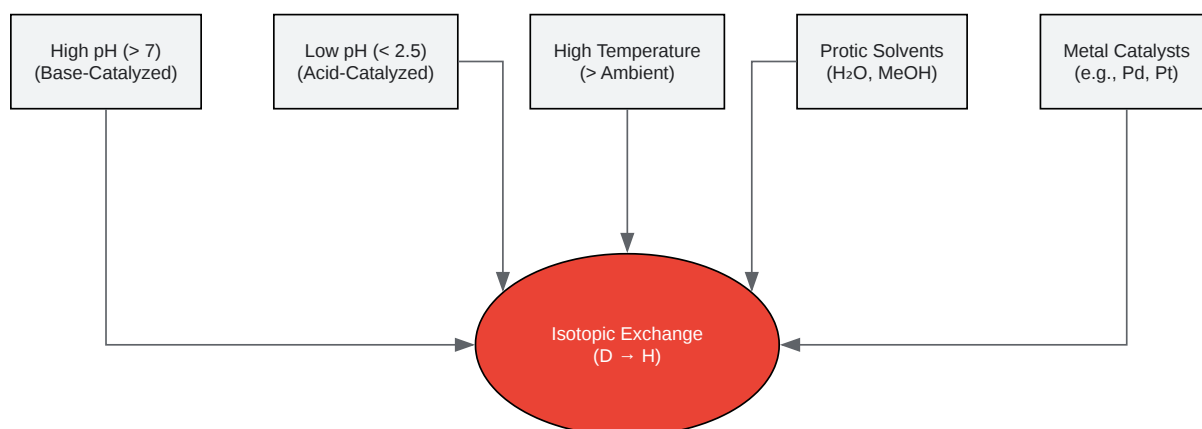 High pH (> 7)
(Base-Catalyzed)
Low pH (< 2.5)
(Acid-Catalyzed)
High Temperature
(> Ambient)
Protic Solvents
(H₂O, MeOH)
Metal Catalysts
(e.g., Pd, Pt)
Isotopic Exchange
(D → H)